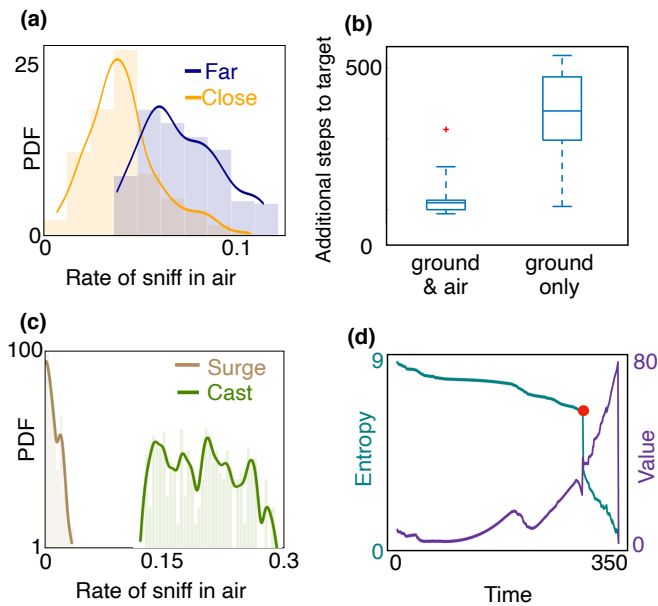 (a)
25
PDF
0
0
0.1
Rate of sniff in air
Far
Close
(b)
500
Additional steps to target
0
ground
& air
ground
only
(c)
100
PDF
1
0
0.15
0.3
Rate of sniff in air
Surge
Cast
(d)
9
Entropy
0
80
Value
0
0
350
Time